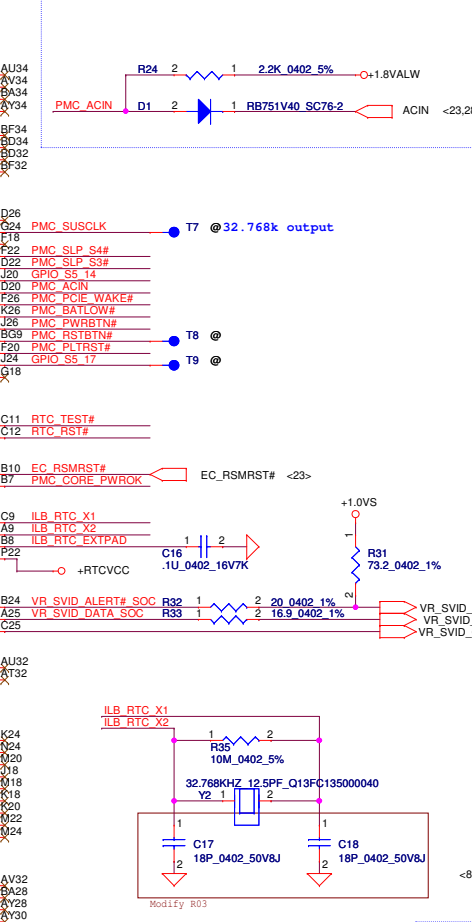 AU34
AV34
BA34
AY34
R24 2 1 2.2K_0402_5% +1.8VALW
PMC_ACIN D1 2 1 RB751V40_SC76-2 ACIN <23,28
BF34
BD34
BD32
BF32
D26
G24 PMC_SUSCLK T7 @ 32.768k output
F18
F22 PMC_SLP_S4#
D22 PMC_SLP_S3#
J20 GPIO_S5_14
D20 PMC_ACIN
F26 PMC_PCIE_WAKE#
K26 PMC_BATLOW#
J26 PMC_PWRBTN#
BG9 PMC_RSTBTN# T8 @
F20 PMC_PLTRST#
J24 GPIO_S5_17 T9 @
G18
C11 RTC_TEST#
C12 RTC_RST#
B10 EC_RSMRST# EC_RSMRST# <23>
B7 PMC_CORE_PWROK
+1.0VS
C9 ILB_RTC_X1
A9 ILB_RTC_X2
B8 ILB_RTC_EXTPAD 1 2
P22
C16
.1U_0402_16V7K
+RTCVCC
1
R31
73.2_0402_1%
2
B24 VR_SVID_ALERT#_SOC R32 1 2 20_0402_1% VR_SVID_
A25 VR_SVID_DATA_SOC R33 1 2 16.9_0402_1% VR_SVID_
C25 VR_SVID_
AU32
AT32
ILB_RTC_X1
ILB_RTC_X2
K24
N24
M20
J18
M18
K18
K20
M22
M24
1 2
R35
10M_0402_5%
32.768KHZ_12.5PF_Q13FC135000040
Y2 1 2
1 1
C17 C18
18P_0402_50V8J 18P_0402_50V8J
2 2
AV32
BA28
AY28
AY30
<8
Modify R03